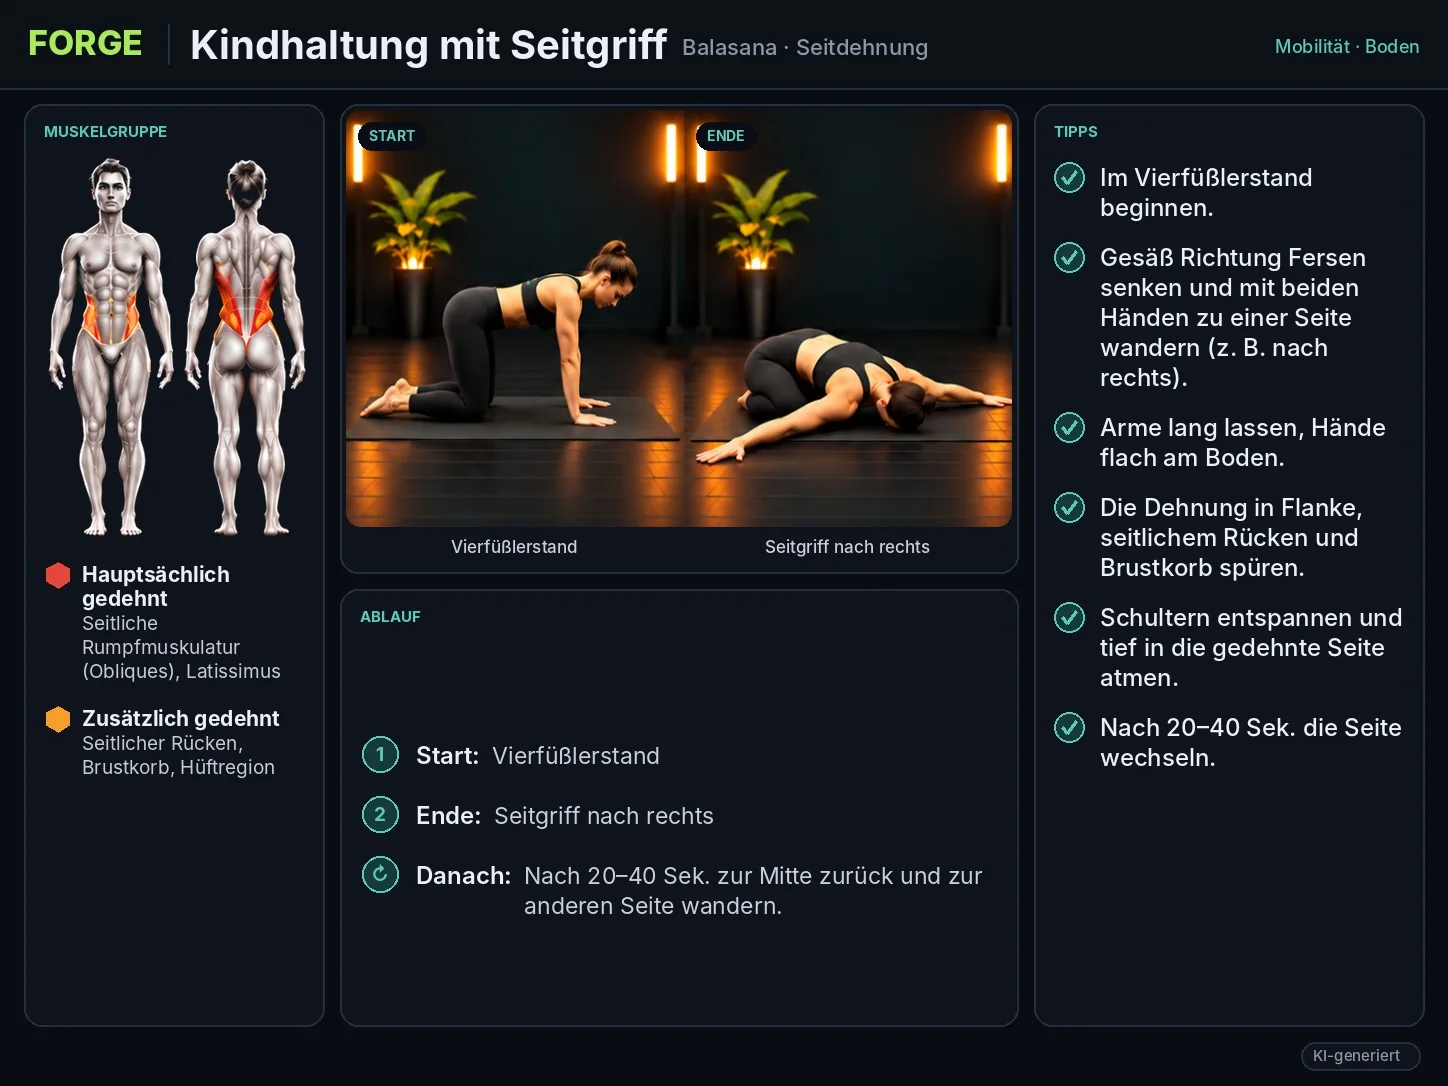 FORGE
Kindhaltung mit Seitgriff
Balasana · Seitdehnung
Mobilität · Boden
MUSKELGRUPPE
Hauptsächlich
gedehnt
Seitliche
Rumpfmuskulatur
(Obliques), Latissimus
Zusätzlich gedehnt
Seitlicher Rücken,
Brustkorb, Hüftregion
START
ENDE
Vierfüßlerstand
Seitgriff nach rechts
ABLAUF
1 Start: Vierfüßlerstand
2 Ende: Seitgriff nach rechts
Danach: Nach 20–40 Sek. zur Mitte zurück und zur
anderen Seite wandern.
TIPPS
Im Vierfüßlerstand
beginnen.
Gesäß Richtung Fersen
senken und mit beiden
Händen zu einer Seite
wandern (z. B. nach
rechts).
Arme lang lassen, Hände
flach am Boden.
Die Dehnung in Flanke,
seitlichem Rücken und
Brustkorb spüren.
Schultern entspannen und
tief in die gedehnte Seite
atmen.
Nach 20–40 Sek. die Seite
wechseln.
KI-generiert